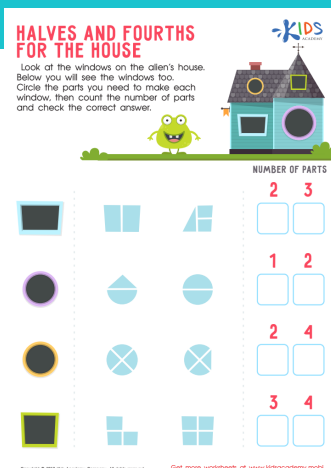 HALVES AND FOURTHS
FOR THE HOUSE
KIDS
ACADEMY
Look at the windows on the alien's house.
Below you will see the windows too.
Circle the parts you need to make each
window, then count the number of parts
and check the correct answer.
NUMBER OF PARTS
2 3
1 2
2 4
3 4
Get more worksheets at www.kidsacademy.mobi